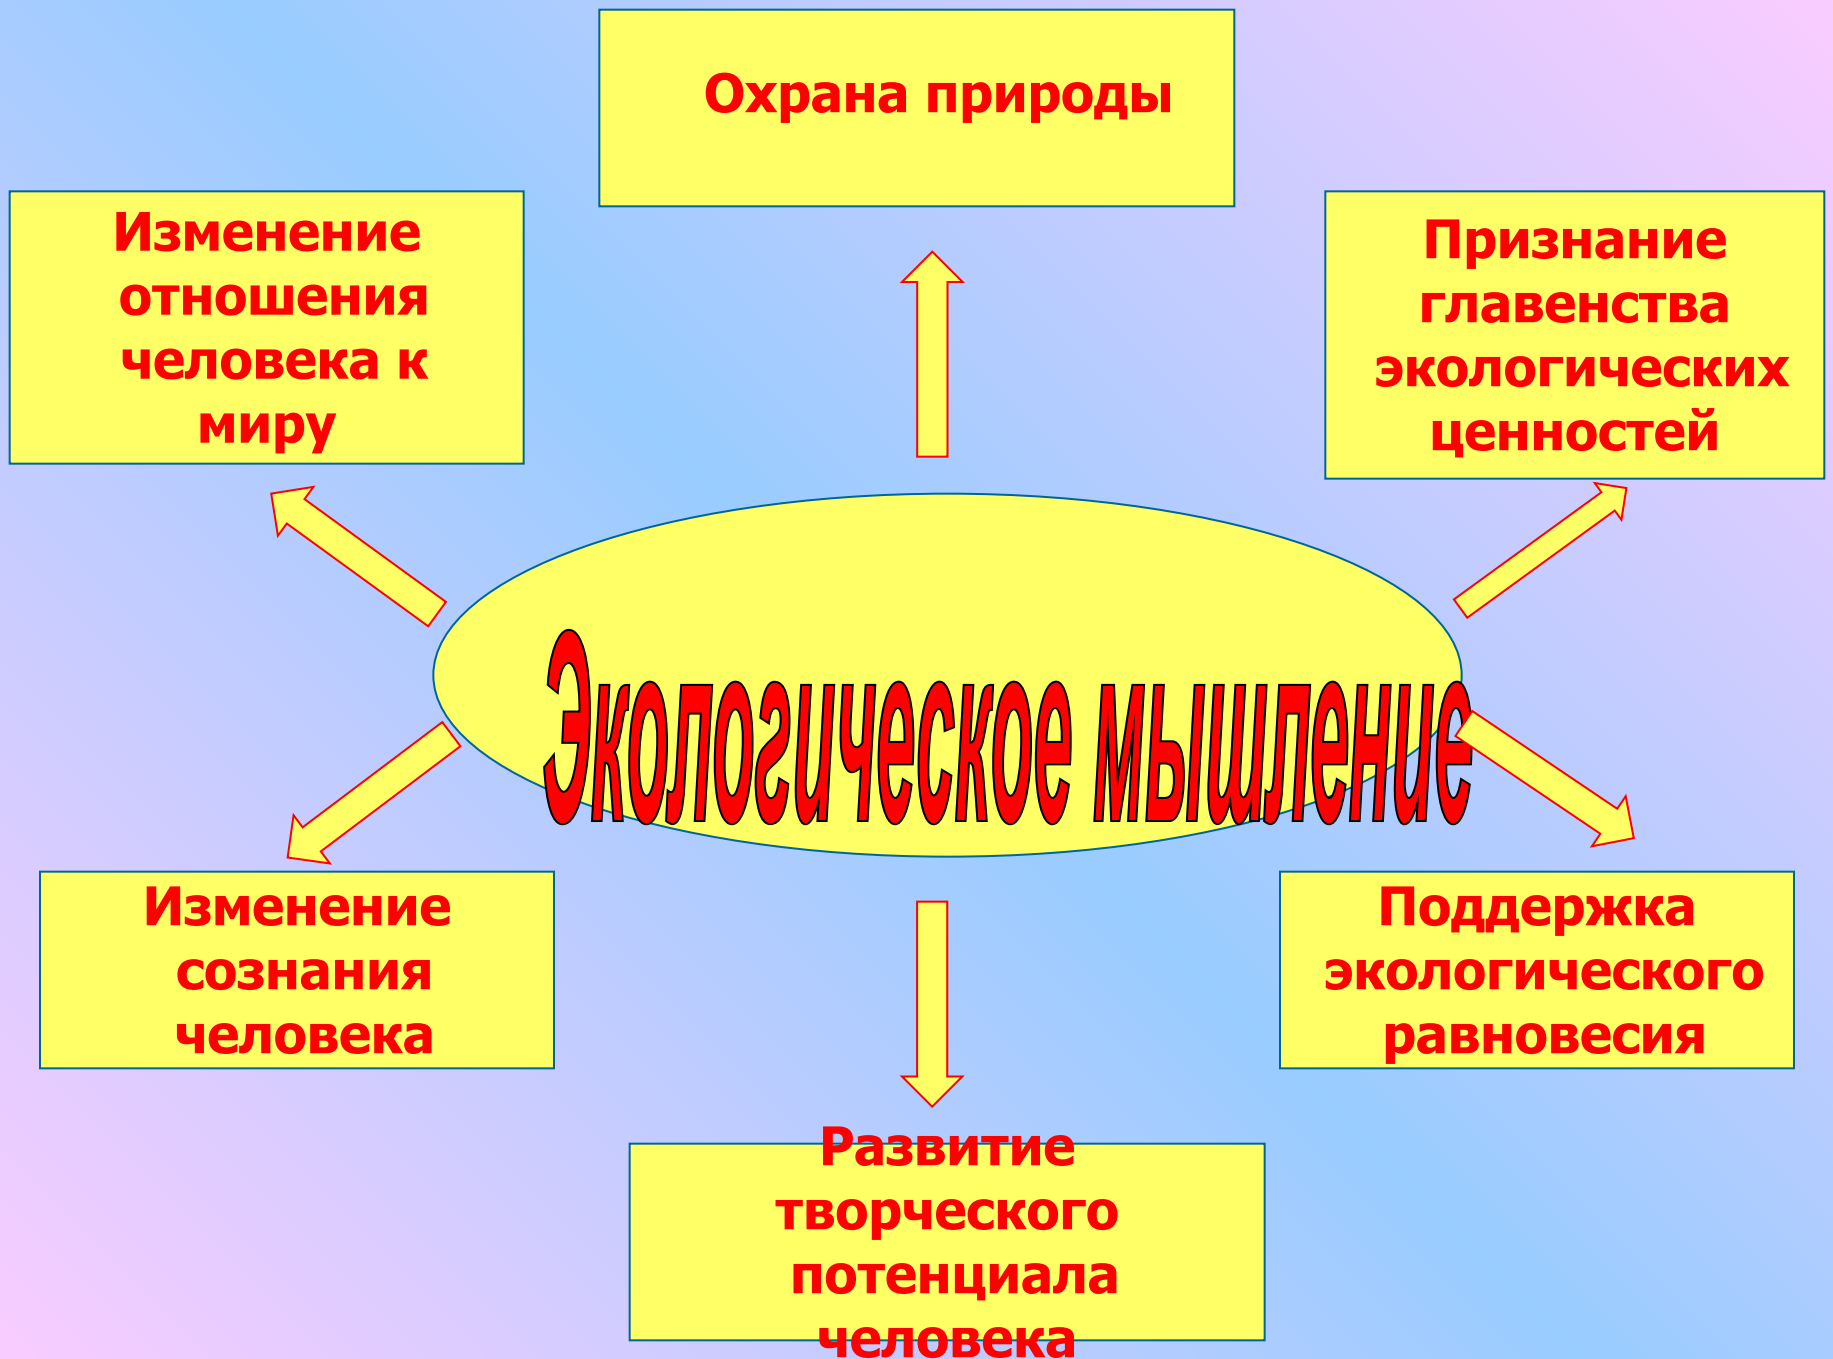 Охрана природы
Изменение
отношения
человека к
миру
Признание
главенства
экологических
ценностей
Экологическое мышление
Изменение
сознания
человека
Поддержка
экологического
равновесия
Развитие
творческого
потенциала
человека